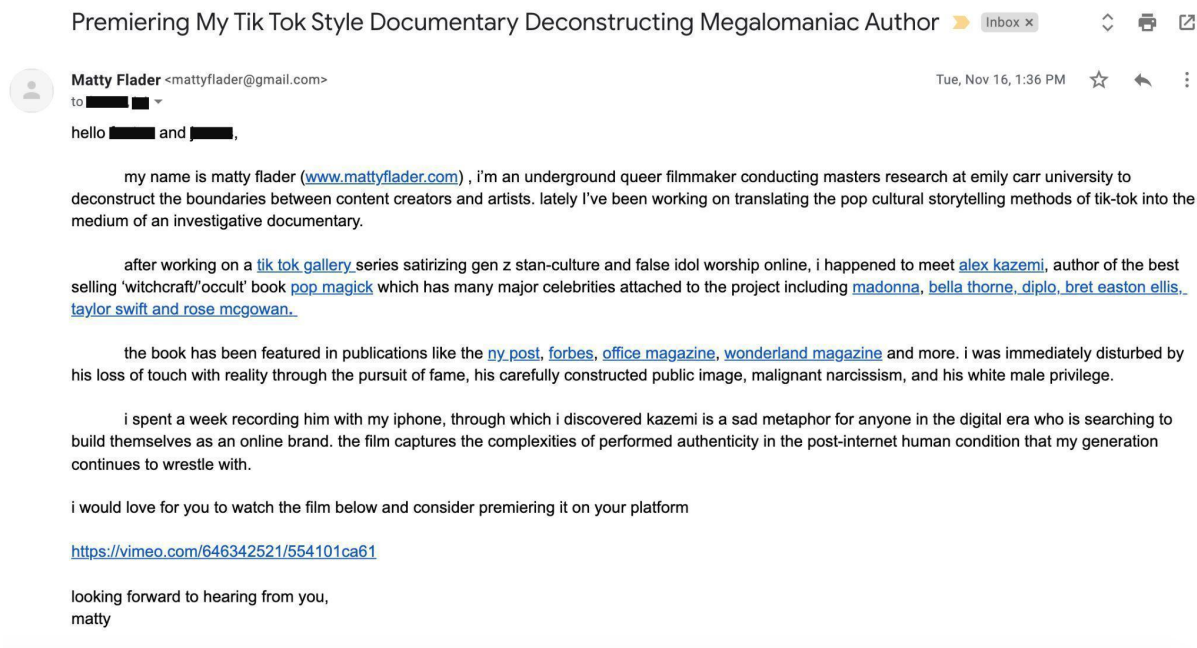 Premiering My Tik Tok Style Documentary Deconstructing Megalomaniac Author Inbox x
Matty Flader <mattyflader@gmail.com> Tue, Nov 16, 1:36 PM
to
hello and ,
my name is matty flader (www.mattyflader.com) , i'm an underground queer filmmaker conducting masters research at emily carr university to
deconstruct the boundaries between content creators and artists. lately I've been working on translating the pop cultural storytelling methods of tik-tok into the
medium of an investigative documentary.
after working on a tik tok gallery series satirizing gen z stan-culture and false idol worship online, i happened to meet alex kazemi, author of the best
selling 'witchcraft/'occult' book pop magick which has many major celebrities attached to the project including madonna, bella thorne, diplo, bret easton ellis,
taylor swift and rose mcgowan.
the book has been featured in publications like the ny post, forbes, office magazine, wonderland magazine and more. i was immediately disturbed by
his loss of touch with reality through the pursuit of fame, his carefully constructed public image, malignant narcissism, and his white male privilege.
i spent a week recording him with my iphone, through which i discovered kazemi is a sad metaphor for anyone in the digital era who is searching to
build themselves as an online brand. the film captures the complexities of performed authenticity in the post-internet human condition that my generation
continues to wrestle with.
i would love for you to watch the film below and consider premiering it on your platform
https://vimeo.com/646342521/554101ca61
looking forward to hearing from you,
matty